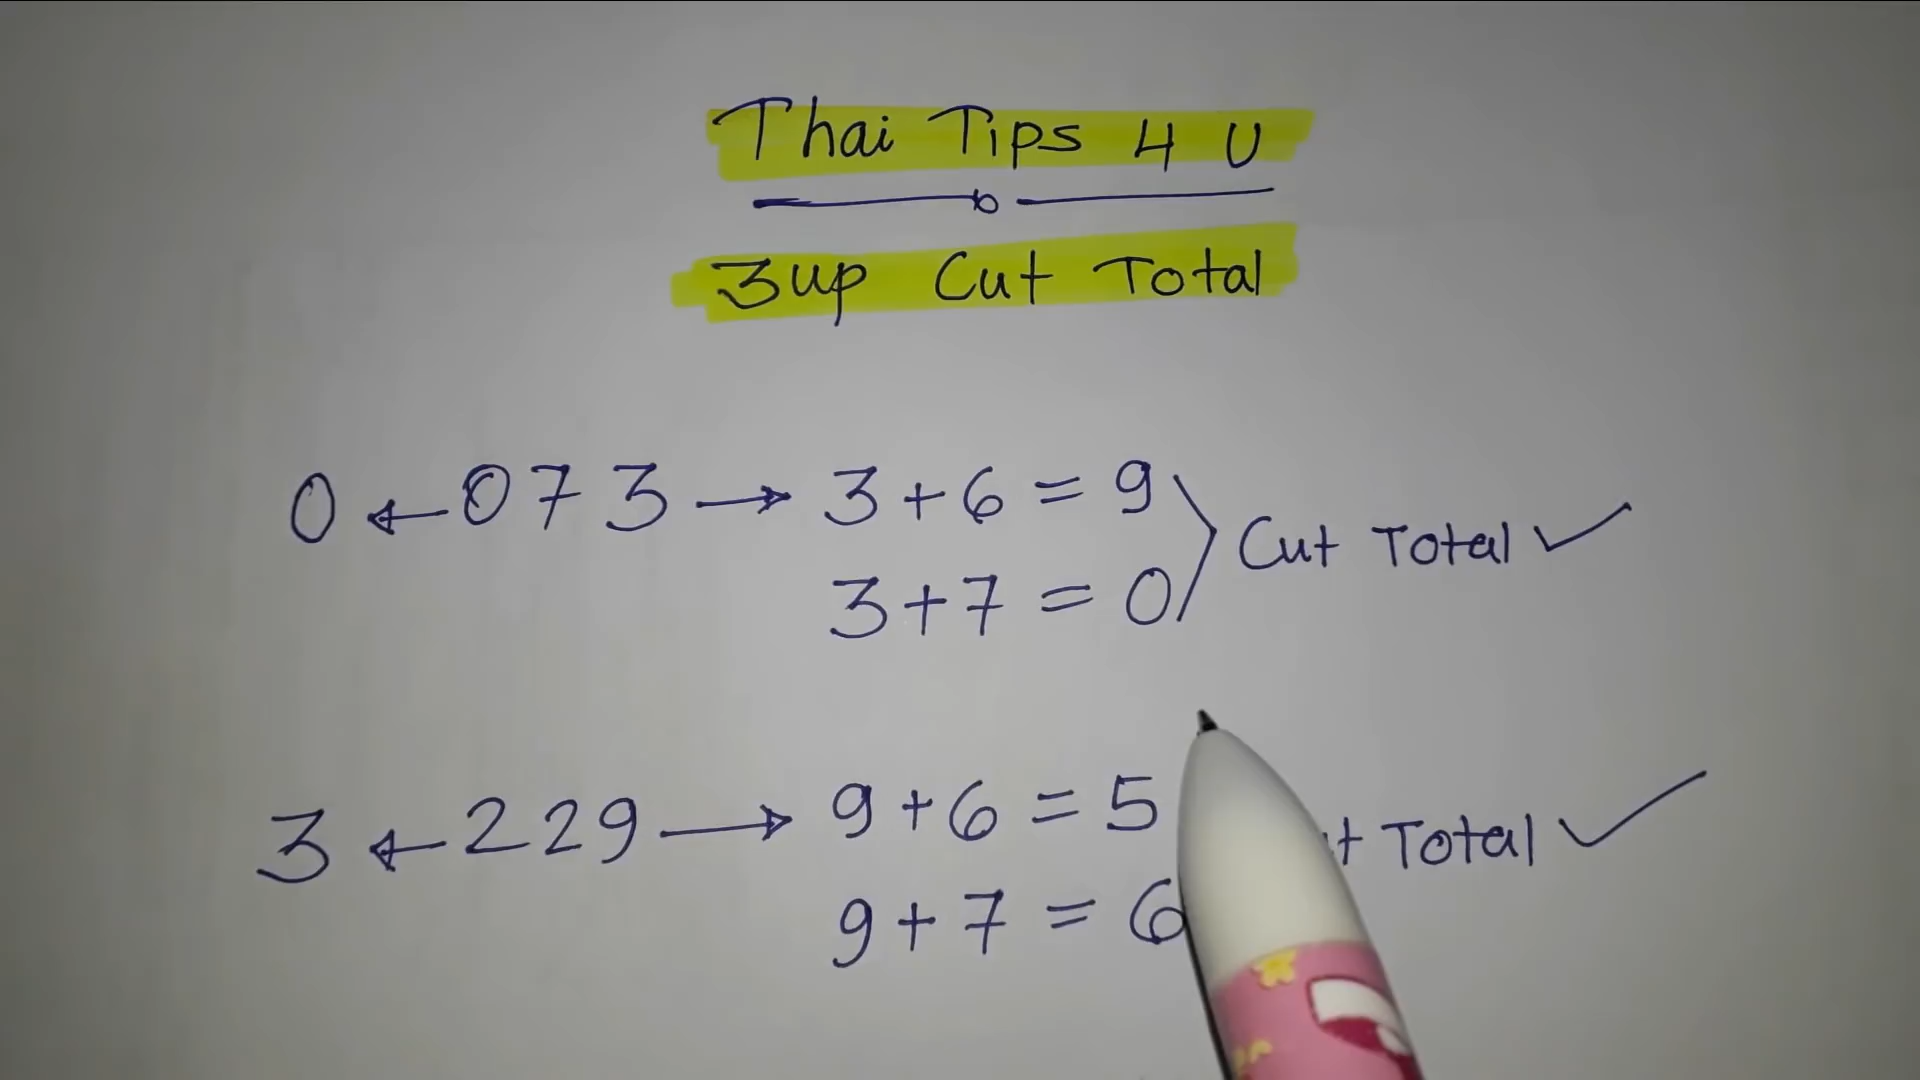 Thai Tips 4 U
3up Cut Total
0 ← 073 → 3 + 6 = 9
3 + 7 = 0
Cut Total ✓
3 ← 229 → 9 + 6 = 5
9 + 7 = 6
Total ✓